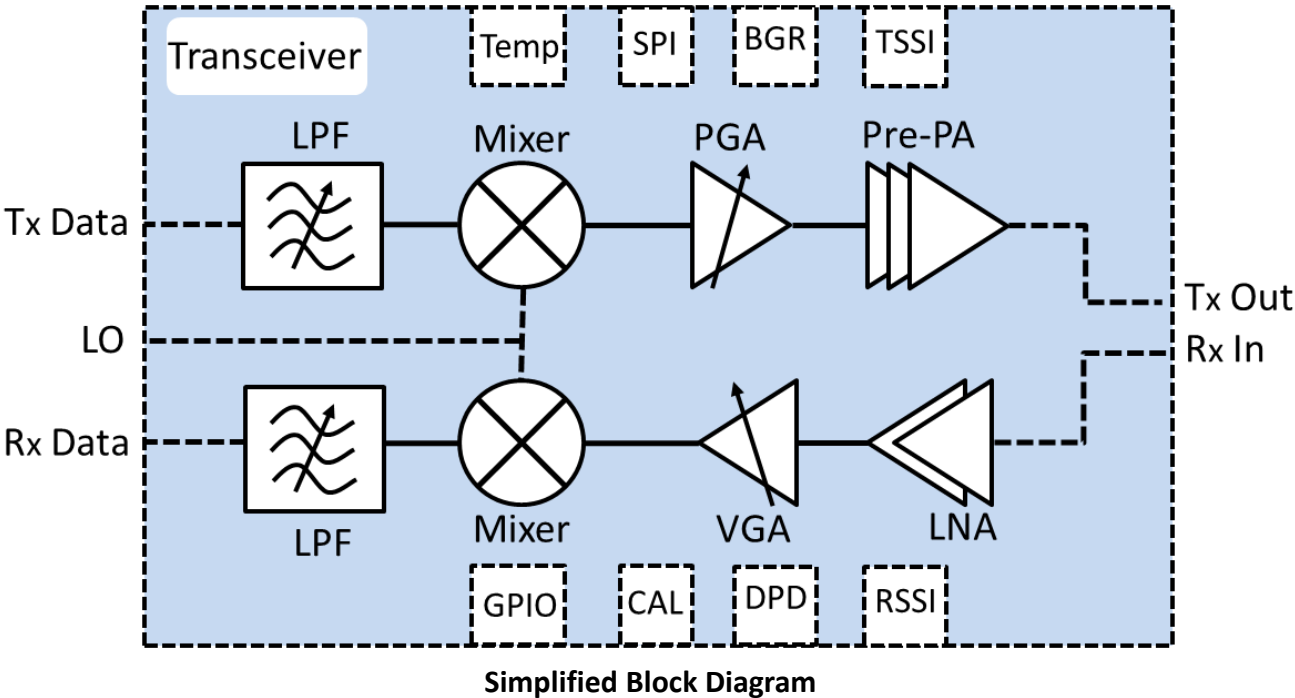 Transceiver
Temp
SPI
BGR
TSSI
LPF
Mixer
PGA
Pre-PA
Tx Data
Tx Out
LO
Rx In
Rx Data
LPF
Mixer
VGA
LNA
GPIO
CAL
DPD
RSSI
Simplified Block Diagram